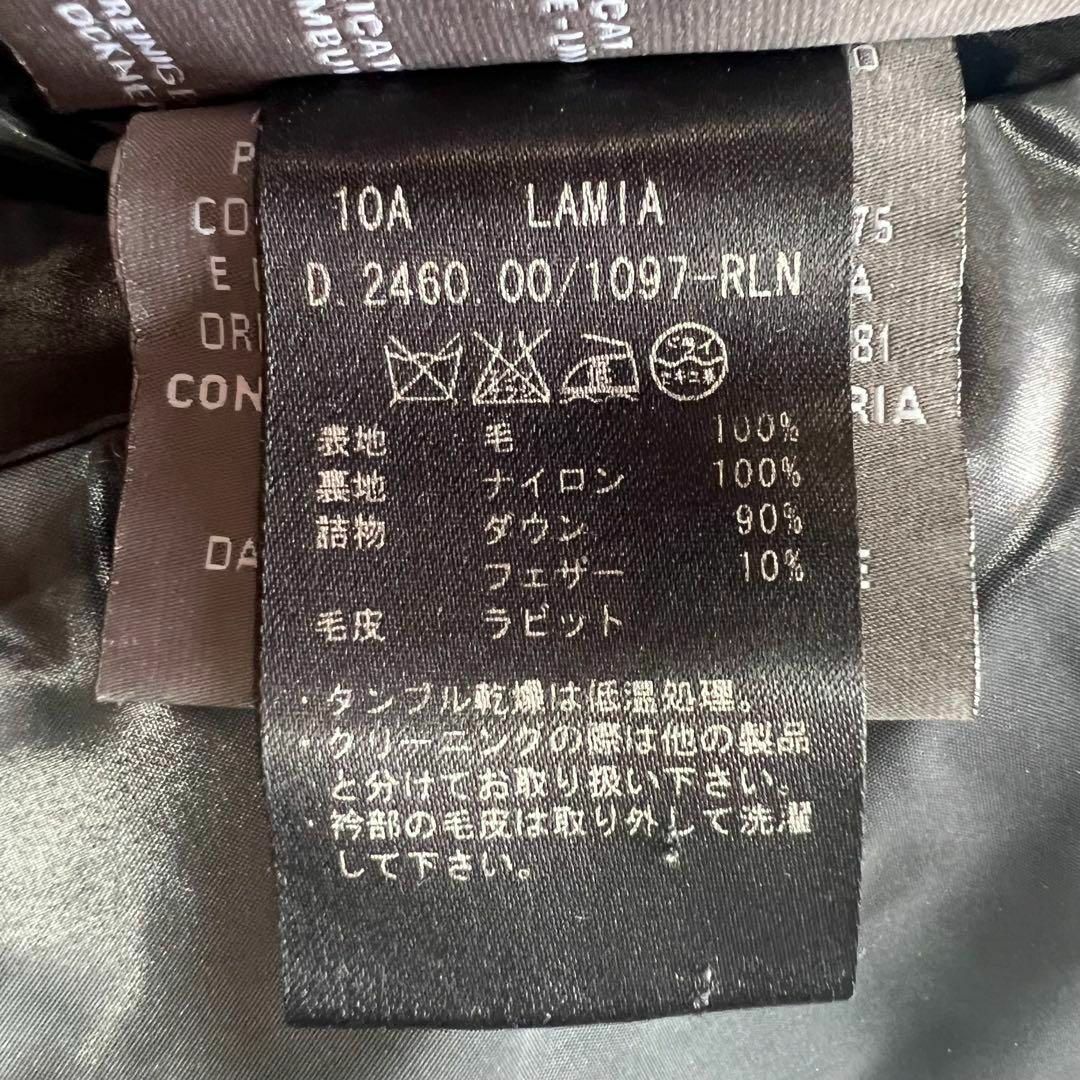 OCKNE
10A LAMIA
D.2460.00/1097-RLN
表地 毛 100%
裏地 ナイロン 100%
詰物 ダウン 90%
フェザー 10%
毛皮 ラビット
・タンブル乾燥は低温処理。
・クリーニングの際は他の製品
と分けてお取り扱い下さい。
・衿部の毛皮は取り外して洗濯
して下さい。
P
CO
E I
ORI
CON
DA
75
A
81
RIA
E